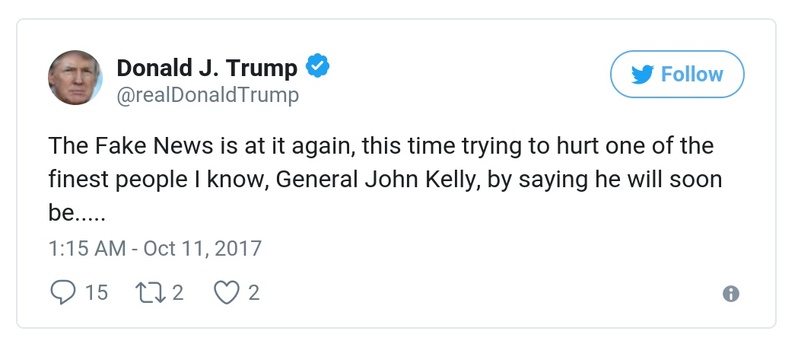 Donald J. Trump
@realDonaldTrump
Follow
The Fake News is at it again, this time trying to hurt one of the
finest people I know, General John Kelly, by saying he will soon
be.....
1:15 AM - Oct 11, 2017
15 2 2